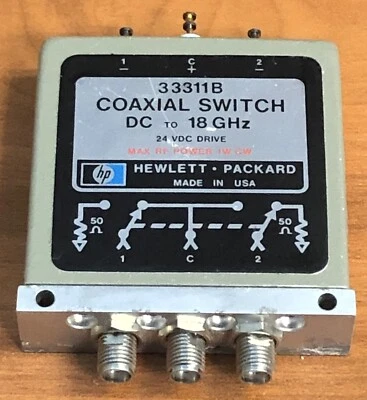 1 C 2
- + -
33311B
COAXIAL SWITCH
DC TO 18 GHz
24 VDC DRIVE
MAX RF POWER 1W CW
hp HEWLETT • PACKARD
MADE IN USA
50 Ω 50 Ω
1 C 2